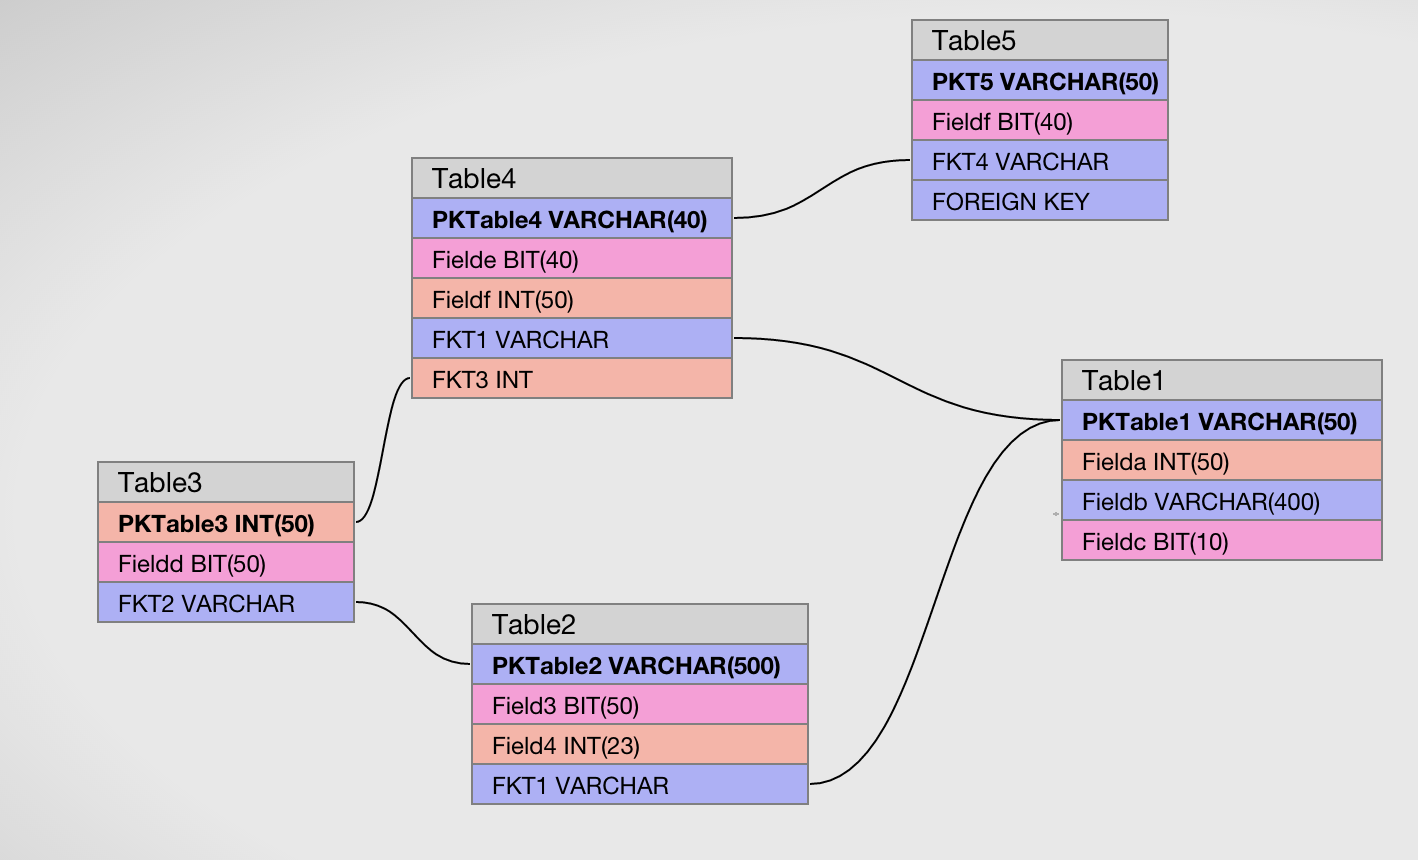 Table5
PKT5 VARCHAR(50)
Fieldf BIT(40)
FKT4 VARCHAR
FOREIGN KEY
Table4
PKTable4 VARCHAR(40)
Fielde BIT(40)
Fieldf INT(50)
FKT1 VARCHAR
FKT3 INT
Table1
PKTable1 VARCHAR(50)
Fielda INT(50)
Fieldb VARCHAR(400)
Fieldc BIT(10)
Table3
PKTable3 INT(50)
Fieldd BIT(50)
FKT2 VARCHAR
Table2
PKTable2 VARCHAR(500)
Field3 BIT(50)
Field4 INT(23)
FKT1 VARCHAR